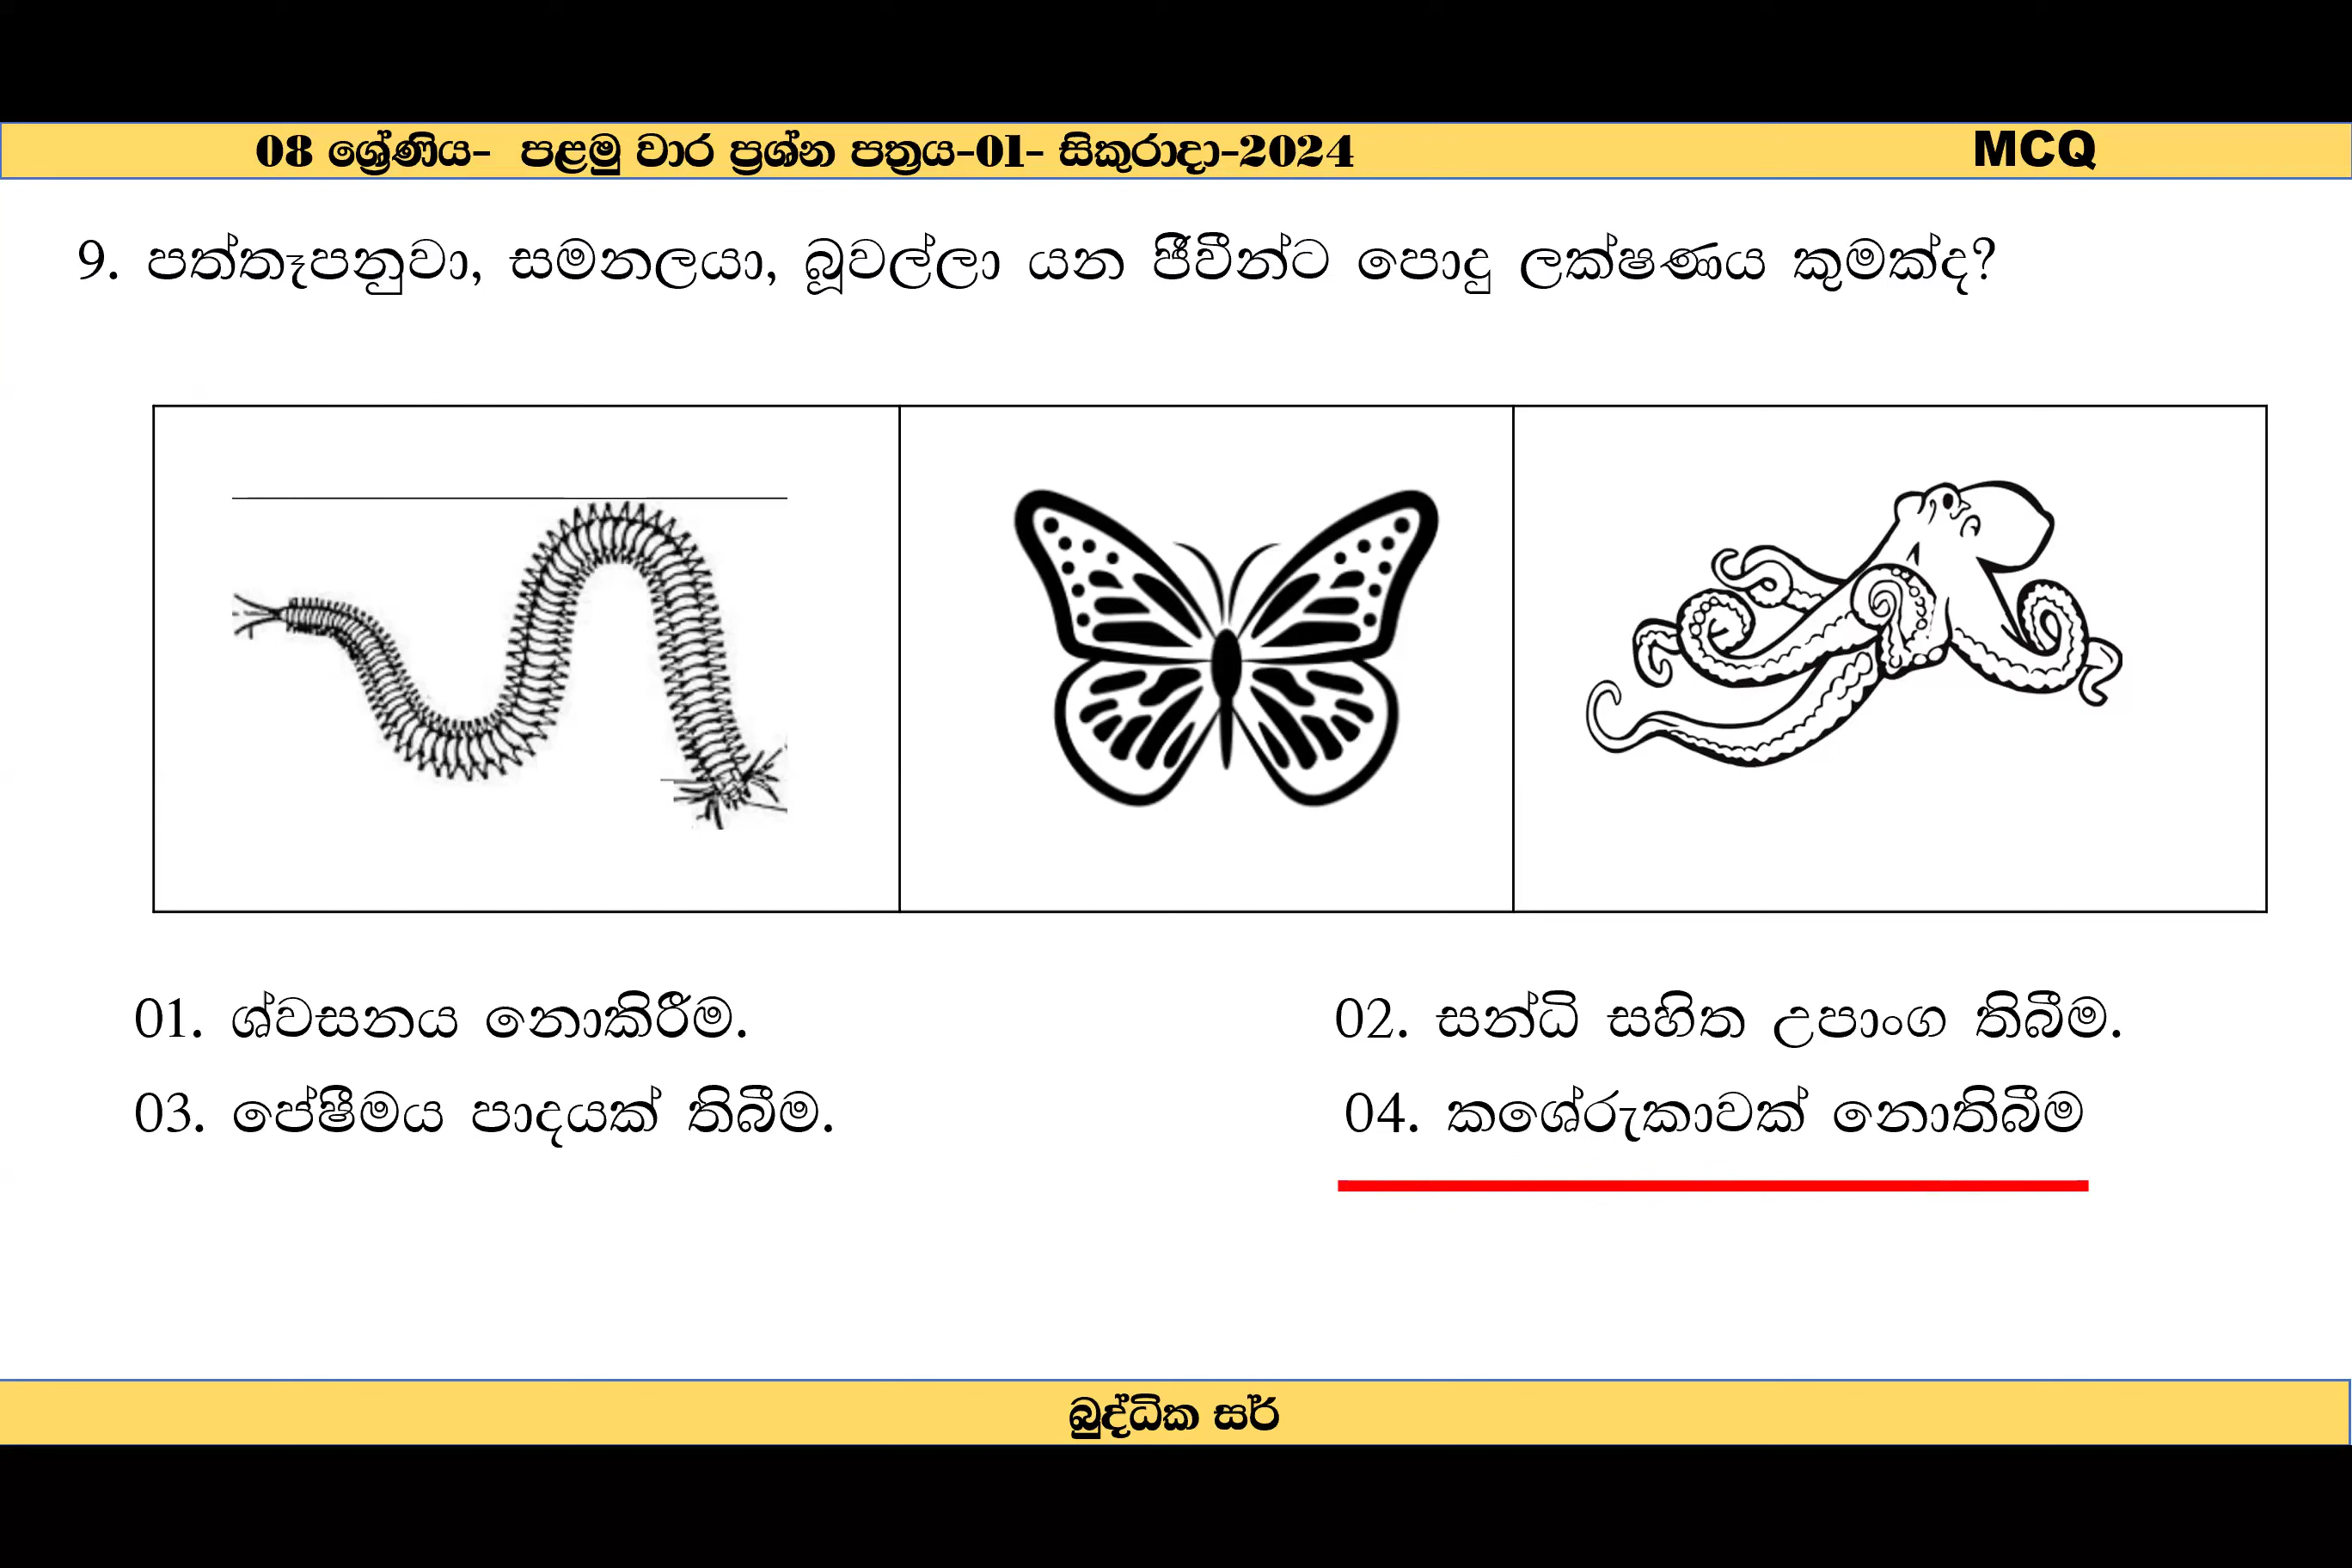 08 ශ්‍රේණිය-  පළමු වාර ප්‍රශ්න පත්‍රය-01- සිකුරාදා-2024 MCQ
9. පත්තෑපනුවා, සමනලයා, බූවල්ලා යන ජීවීන්ට පොදු ලක්ෂණය කුමක්ද?
01. ශ්වසනය නොකිරීම. 02. සන්ධි සහිත උපාංග තිබීම.
03. පේෂීමය පාදයක් තිබීම. 04. කශේරුකාවක් නොතිබීම
බුද්ධික සර්